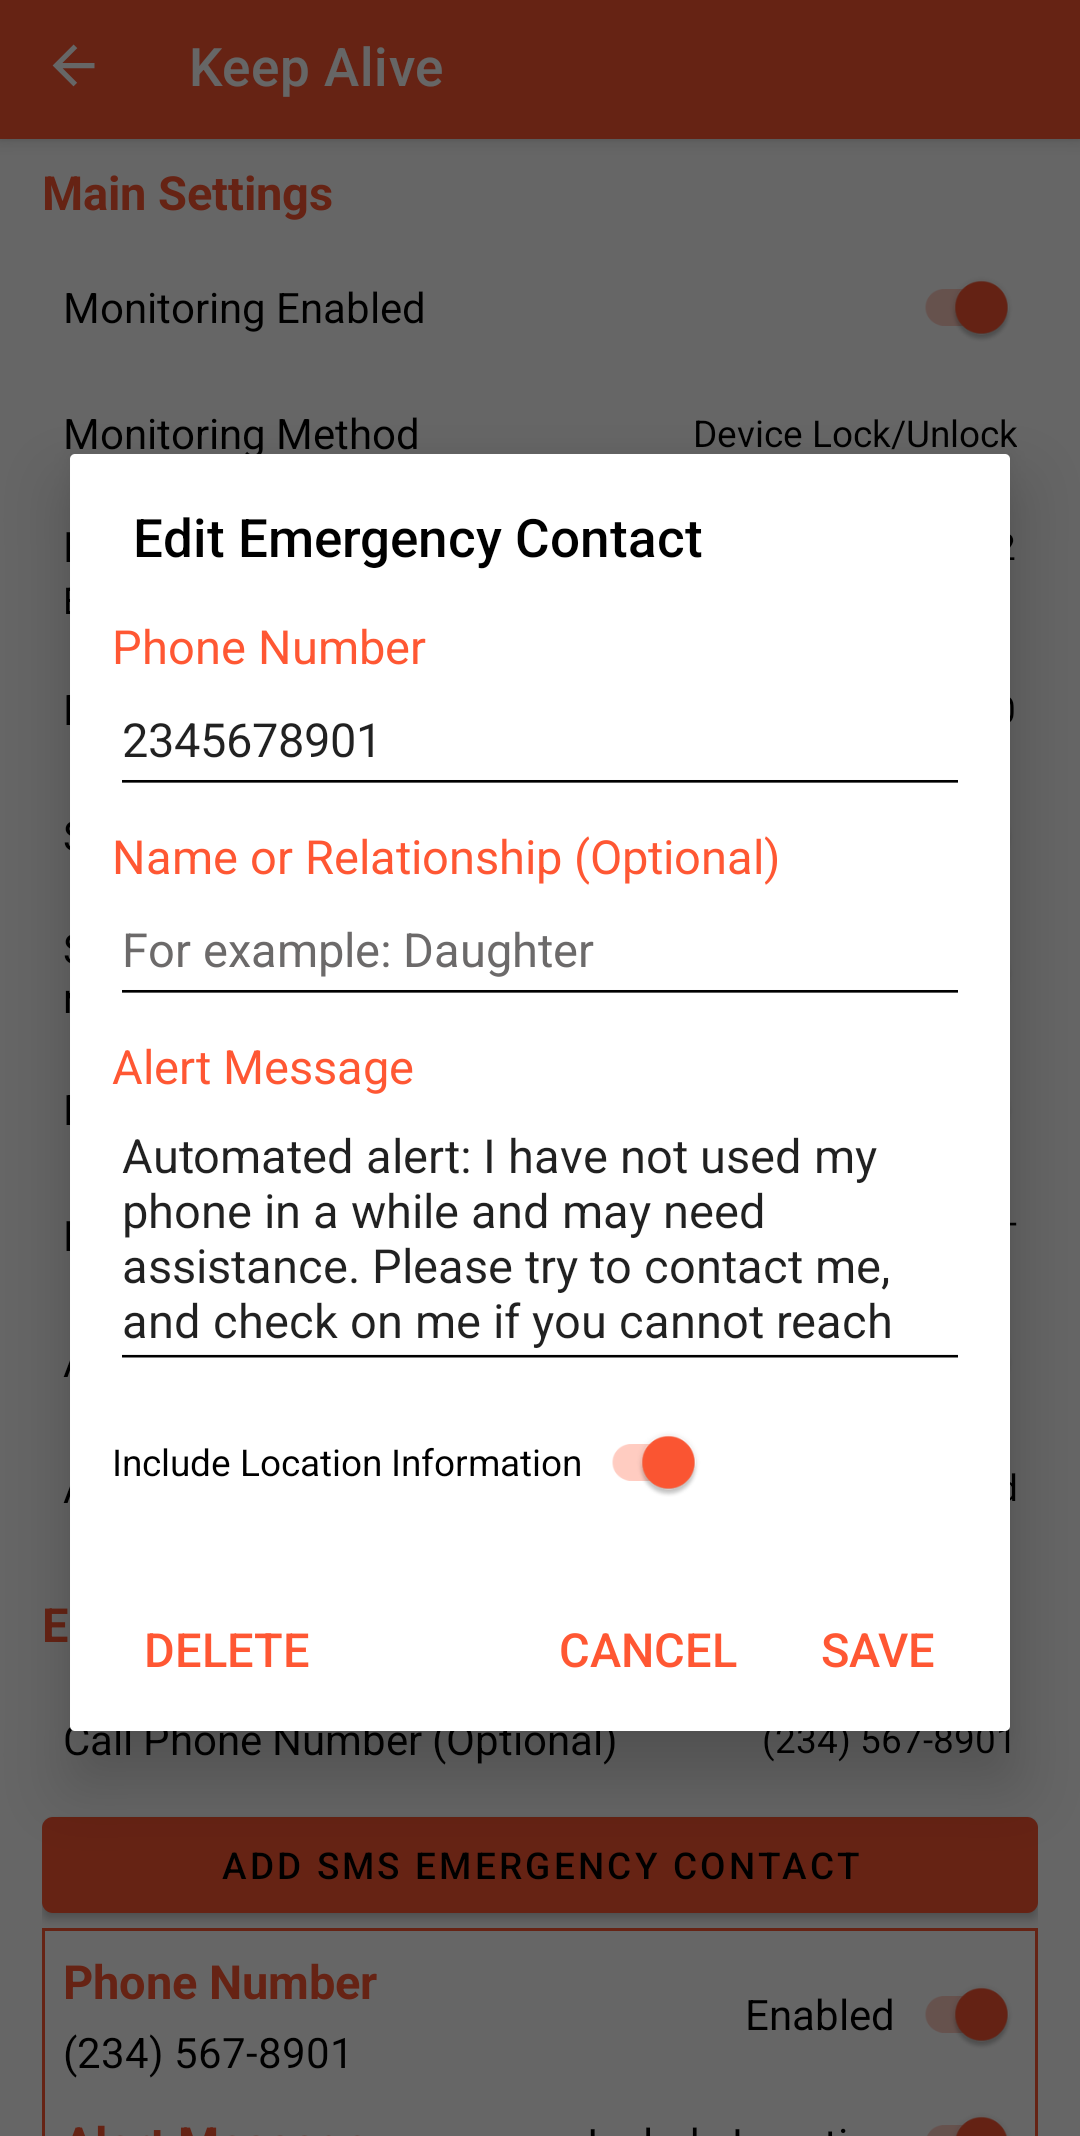 Keep Alive
Main Settings
Monitoring Enabled
Monitoring Method Device Lock/Unlock
Edit Emergency Contact
Phone Number
2345678901
Name or Relationship (Optional)
For example: Daughter
Alert Message
Automated alert: I have not used my
phone in a while and may need
assistance. Please try to contact me,
and check on me if you cannot reach
Include Location Information
DELETE CANCEL SAVE
Call Phone Number (Optional) (234) 567-8901
ADD SMS EMERGENCY CONTACT
Phone Number
Enabled
(234) 567-8901